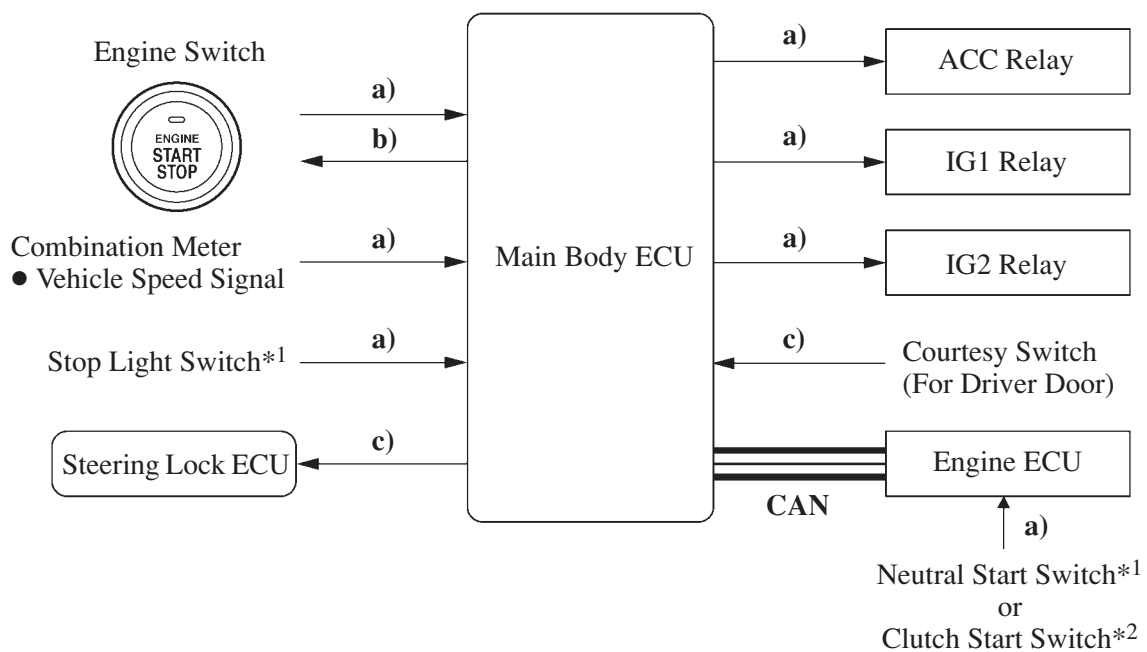 Engine Switch
ENGINE
START
STOP
a)
b)
Combination Meter
● Vehicle Speed Signal
a)
Stop Light Switch*1
a)
Steering Lock ECU
c)
Main Body ECU
a)
ACC Relay
a)
IG1 Relay
a)
IG2 Relay
c)
Courtesy Switch
(For Driver Door)
Engine ECU
CAN
a)
Neutral Start Switch*1
or
Clutch Start Switch*2